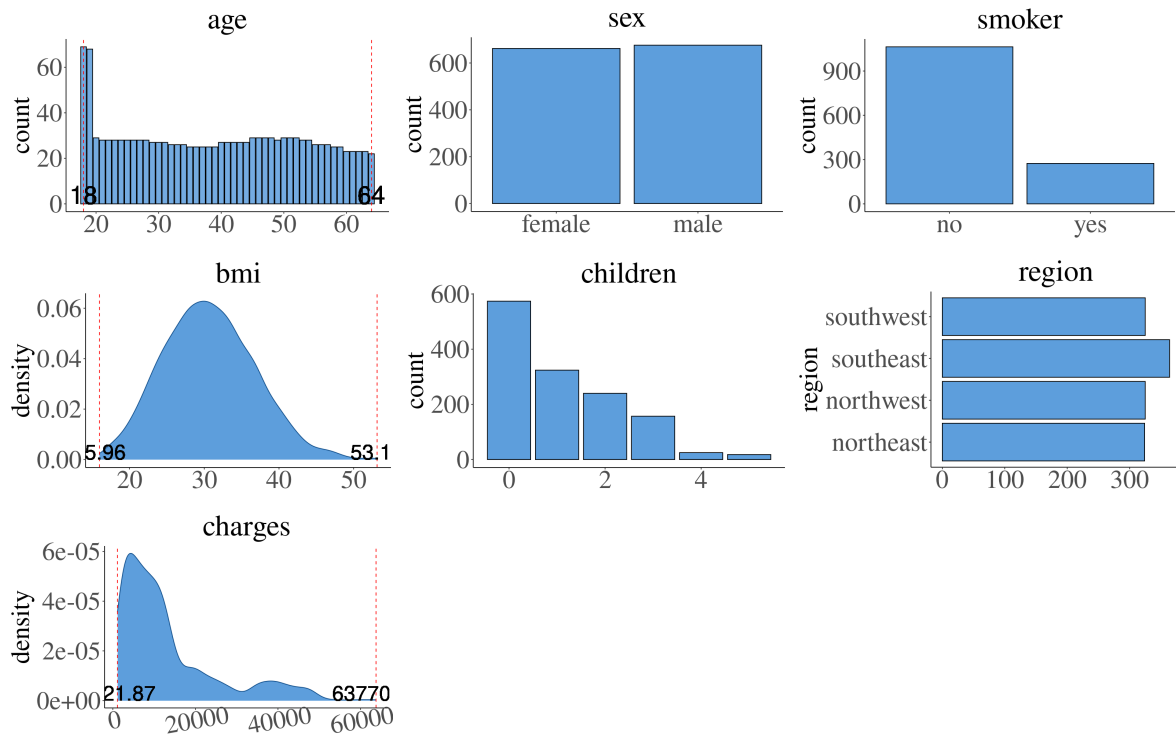 age
count
60
40
20
0
18
64
20 30 40 50 60
sex
count
600
400
200
0
female male
smoker
count
900
600
300
0
no yes
bmi
density
0.06
0.04
0.02
0.00
5.96
53.1
20 30 40 50
children
count
600
400
200
0
0 2 4
region
region
southwest
southeast
northwest
northeast
0 100 200 300
charges
density
6e-05
4e-05
2e-05
0e+00
21.87
63770
0 20000 40000 60000